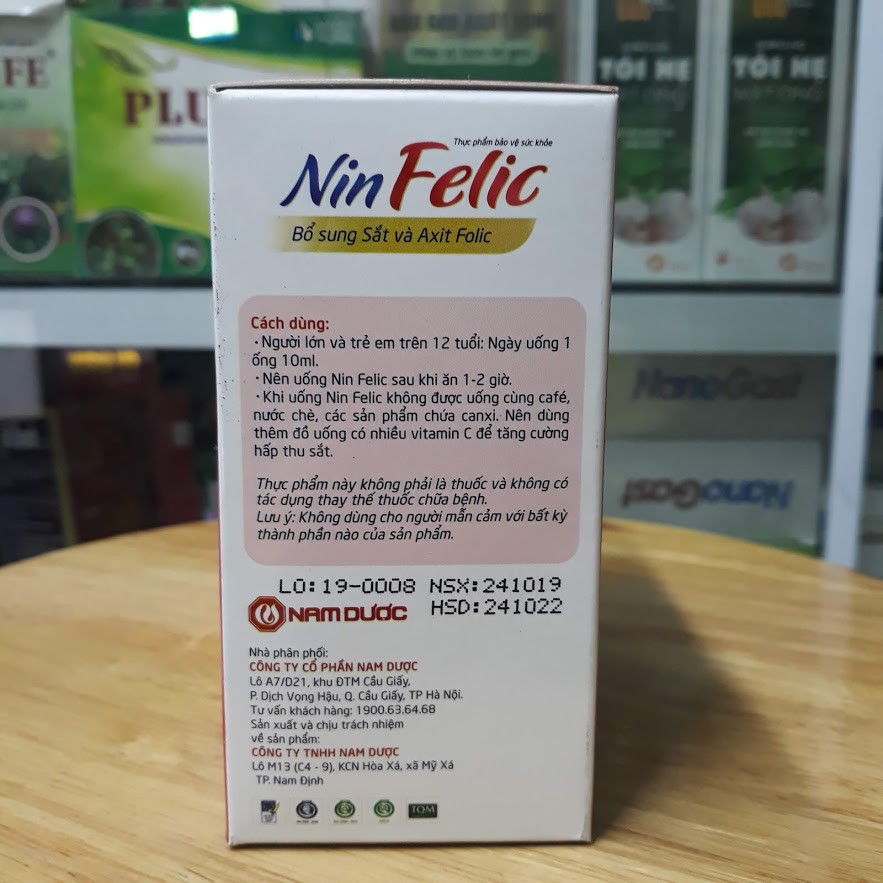 FE
PLU
TỎI MẸ
TỎI MẸ
Thực phẩm bảo vệ sức khỏe
Nin Felic
Bổ sung Sắt và Axit Folic
Cách dùng:
• Người lớn và trẻ em trên 12 tuổi: Ngày uống 1
ống 10ml.
• Nên uống Nin Felic sau khi ăn 1-2 giờ.
• Khi uống Nin Felic không được uống cùng café,
nước chè, các sản phẩm chứa canxi. Nên dùng
thêm đồ uống có nhiều vitamin C để tăng cường
hấp thu sắt.
Thực phẩm này không phải là thuốc và không có
tác dụng thay thế thuốc chữa bệnh.
Lưu ý: Không dùng cho người mẫn cảm với bất kỳ
thành phần nào của sản phẩm.
LO: 19-0008 NSX: 241019
HSD: 241022
NAM DƯỢC
Nhà phân phối:
CÔNG TY CỔ PHẦN NAM DƯỢC
Lô A7/D21, khu ĐTM Cầu Giấy,
P. Dịch Vọng Hậu, Q. Cầu Giấy, TP Hà Nội.
Tư vấn khách hàng: 1900.63.64.68
Sản xuất và chịu trách nhiệm
về sản phẩm:
CÔNG TY TNHH NAM DƯỢC
Lô M13 (C4 - 9), KCN Hòa Xá, xã Mỹ Xá
TP. Nam Định
TQM
NanoGast
NanoGast